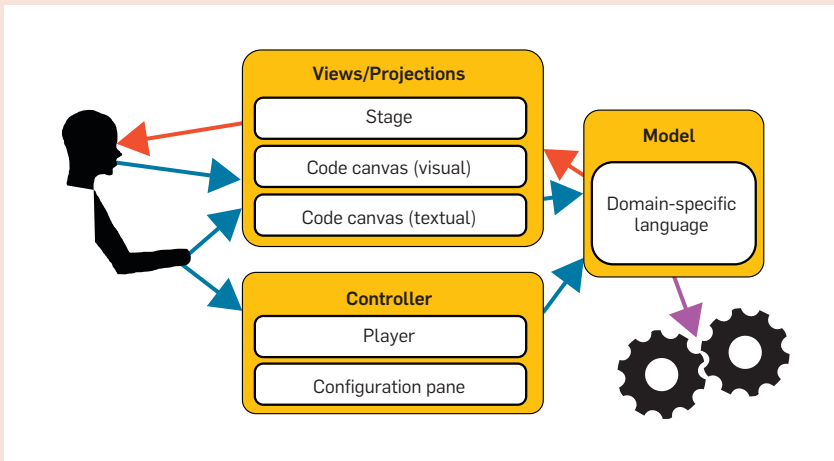 Views/Projections
Stage
Code canvas (visual)
Code canvas (textual)
Controller
Player
Configuration pane
Model
Domain-specific
language